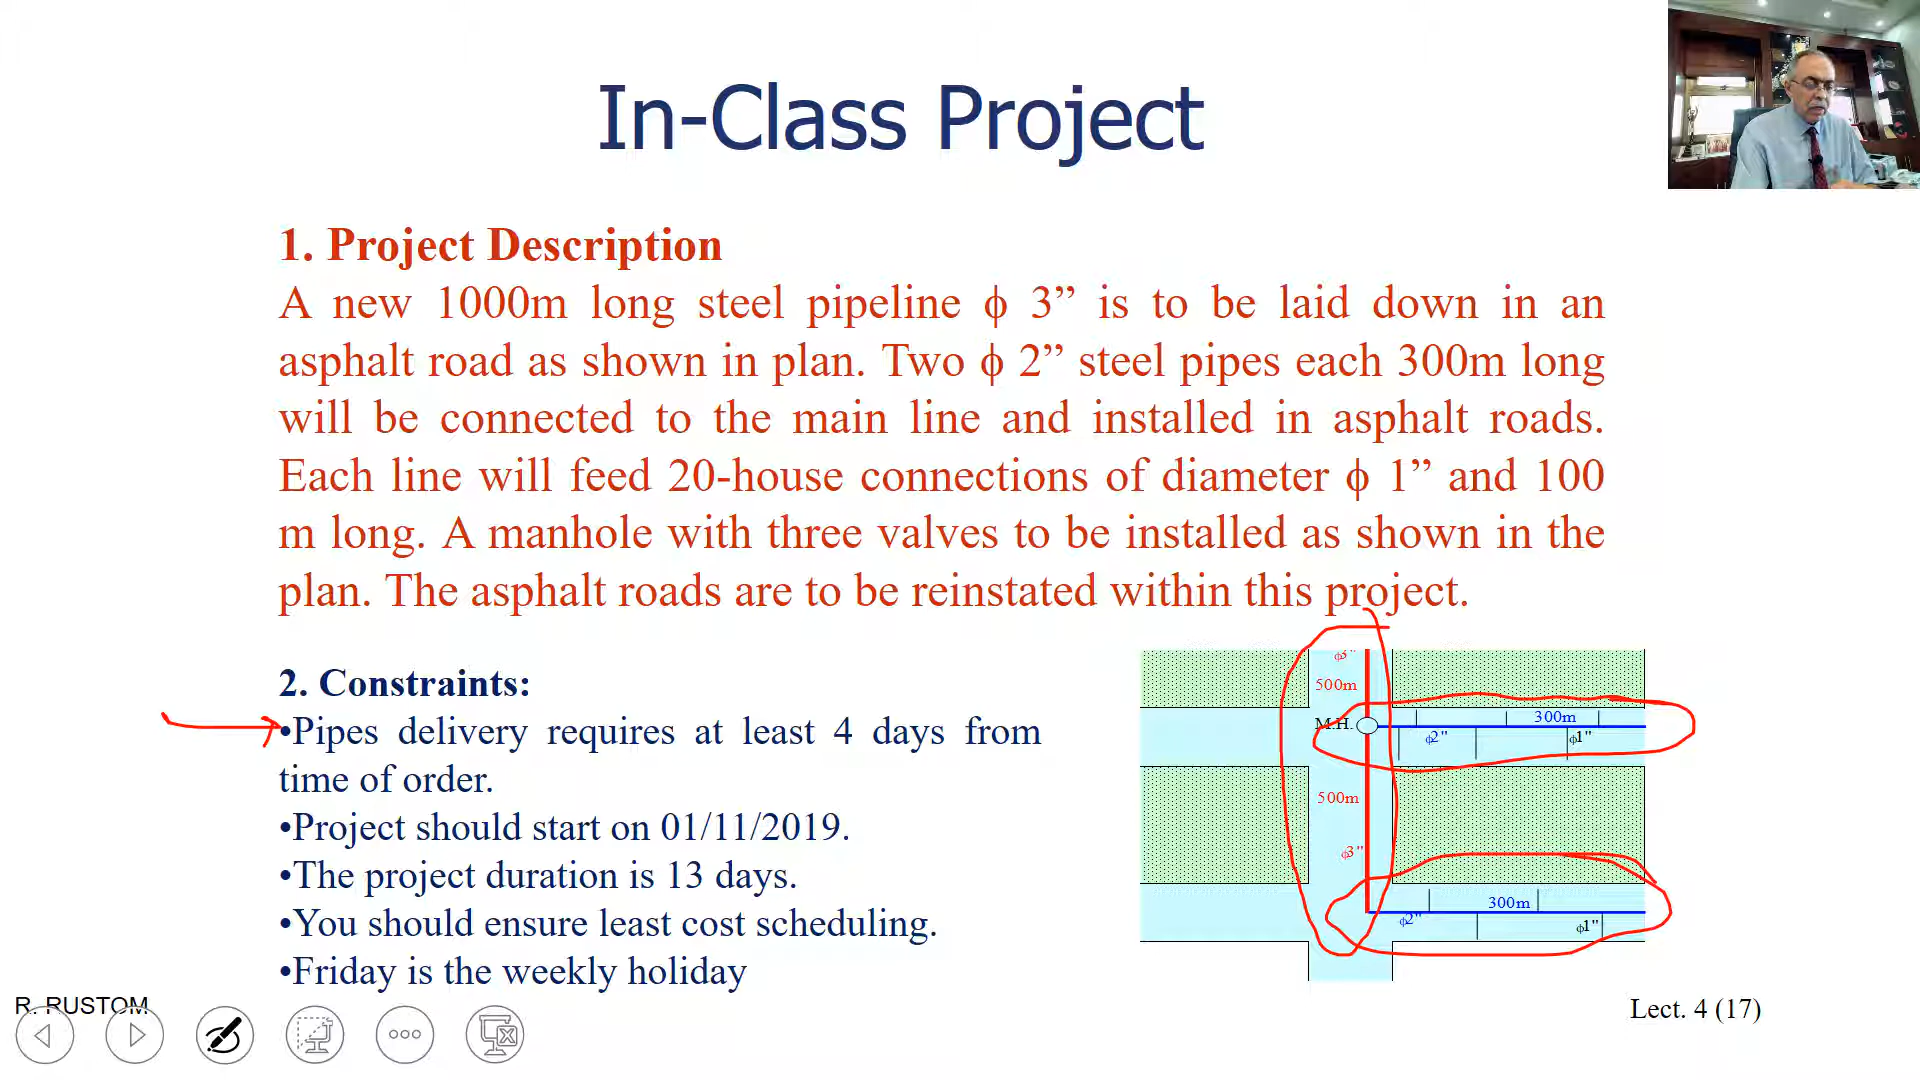 In-Class Project
1. Project Description
A new 1000m long steel pipeline ϕ 3” is to be laid down in an
asphalt road as shown in plan. Two ϕ 2” steel pipes each 300m long
will be connected to the main line and installed in asphalt roads.
Each line will feed 20-house connections of diameter ϕ 1” and 100
m long. A manhole with three valves to be installed as shown in the
plan. The asphalt roads are to be reinstated within this project.
2. Constraints:
•Pipes delivery requires at least 4 days from
time of order.
•Project should start on 01/11/2019.
•The project duration is 13 days.
•You should ensure least cost scheduling.
•Friday is the weekly holiday
ϕ3"
500m
M.H.
300m
ϕ2"
ϕ1"
500m
ϕ3"
300m
ϕ2"
ϕ1"
R. RUSTOM
Lect. 4 (17)